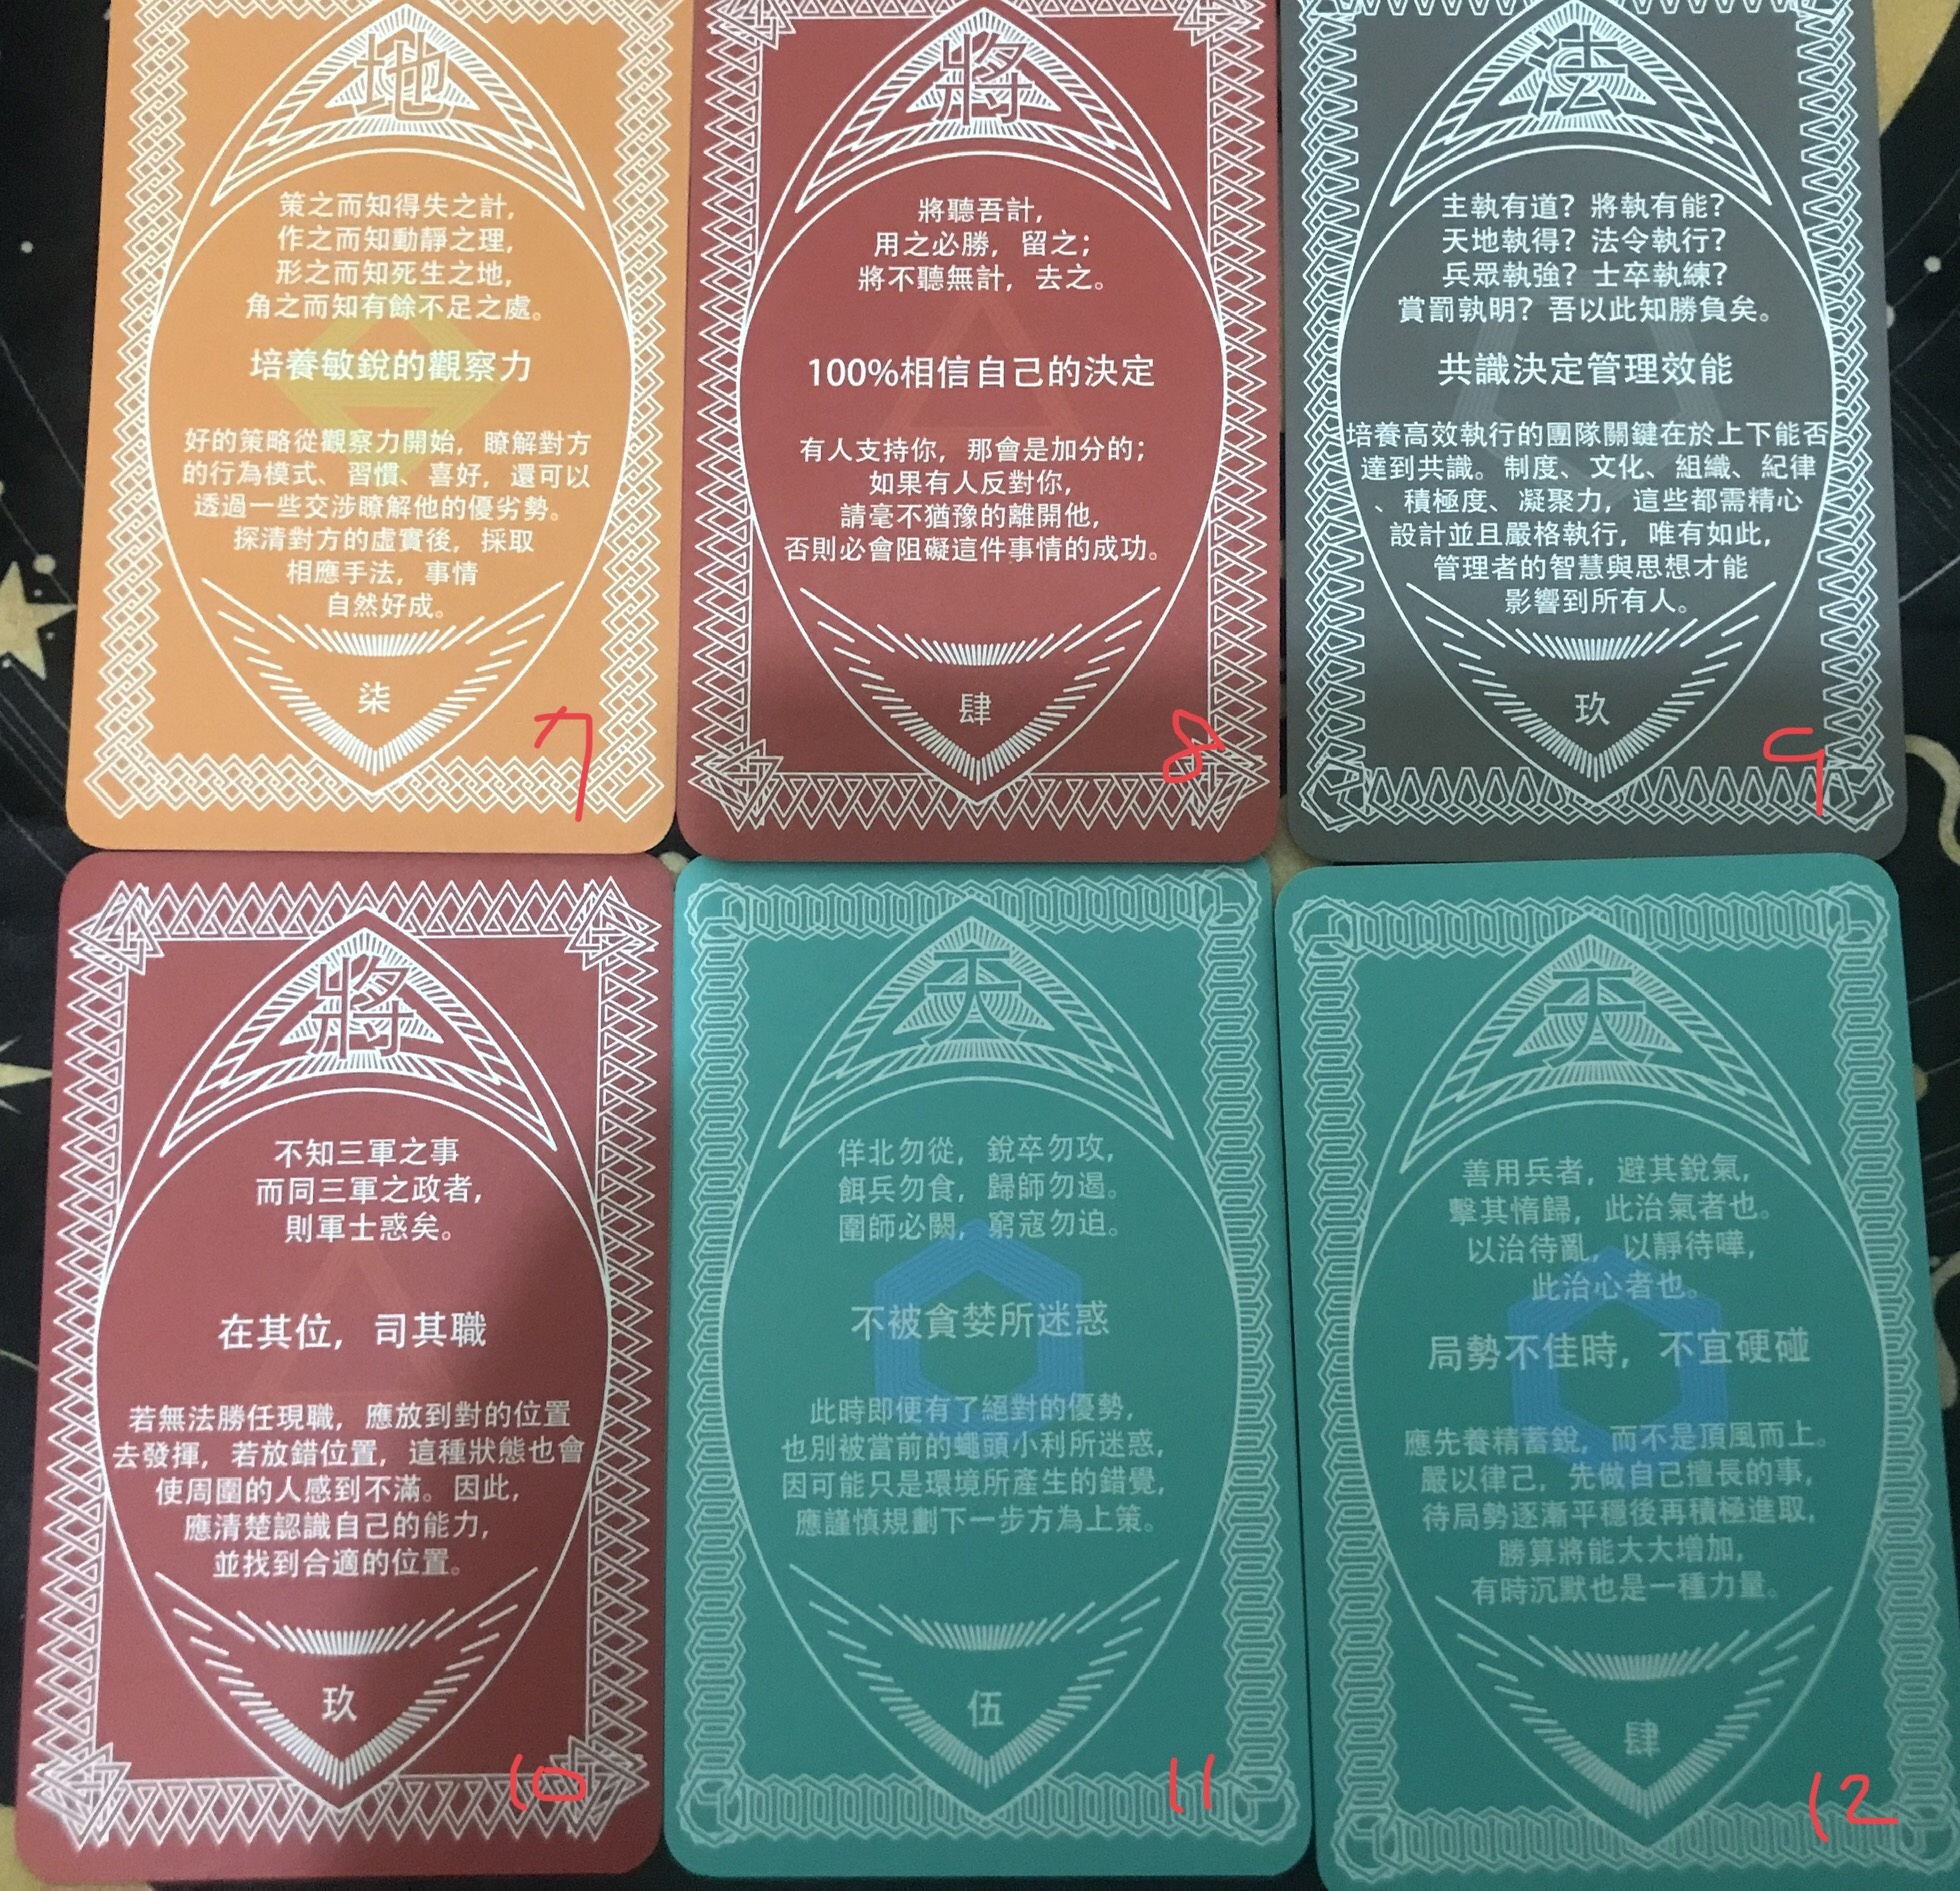 地
策之而知得失之計,
作之而知動靜之理,
形之而知死生之地,
角之而知有餘不足之處。
培養敏銳的觀察力
好的策略從觀察力開始，瞭解對方
的行為模式、習慣、喜好，還可以
透過一些交涉瞭解他的優劣勢。
探清對方的虛實後，採取
相應手法，事情
自然好成。
柒
7
將
將聽吾計,
用之必勝，留之;
將不聽無計，去之。
100%相信自己的決定
有人支持你，那會是加分的;
如果有人反對你,
請毫不猶豫的離開他,
否則必會阻礙這件事情的成功。
肆
8
法
主執有道? 將執有能?
天地執得? 法令執行?
兵眾執強? 士卒執練?
賞罰孰明? 吾以此知勝負矣。
共識決定管理效能
培養高效執行的團隊關鍵在於上下能否
達到共識。制度、文化、組織、紀律
、積極度、凝聚力，這些都需精心
設計並且嚴格執行，唯有如此,
管理者的智慧與思想才能
影響到所有人。
玖
9
將
不知三軍之事
而同三軍之政者,
則軍士惑矣。
在其位，司其職
若無法勝任現職，應放到對的位置
去發揮，若放錯位置，這種狀態也會
使周圍的人感到不滿。因此,
應清楚認識自己的能力,
並找到合適的位置。
玖
10
天
佯北勿從，銳卒勿攻,
餌兵勿食，歸師勿遏。
圍師必闕，窮寇勿迫。
不被貪婪所迷惑
此時即便有了絕對的優勢,
也別被當前的蠅頭小利所迷惑,
因可能只是環境所產生的錯覺,
應謹慎規劃下一步方為上策。
伍
11
天
善用兵者，避其銳氣,
擊其惰歸，此治氣者也。
以治待亂，以靜待嘩,
此治心者也。
局勢不佳時，不宜硬碰
應先養精蓄銳，而不是頂風而上。
嚴以律己，先做自己擅長的事,
待局勢逐漸平穩後再積極進取,
勝算將能大大增加,
有時沉默也是一種力量。
肆
12